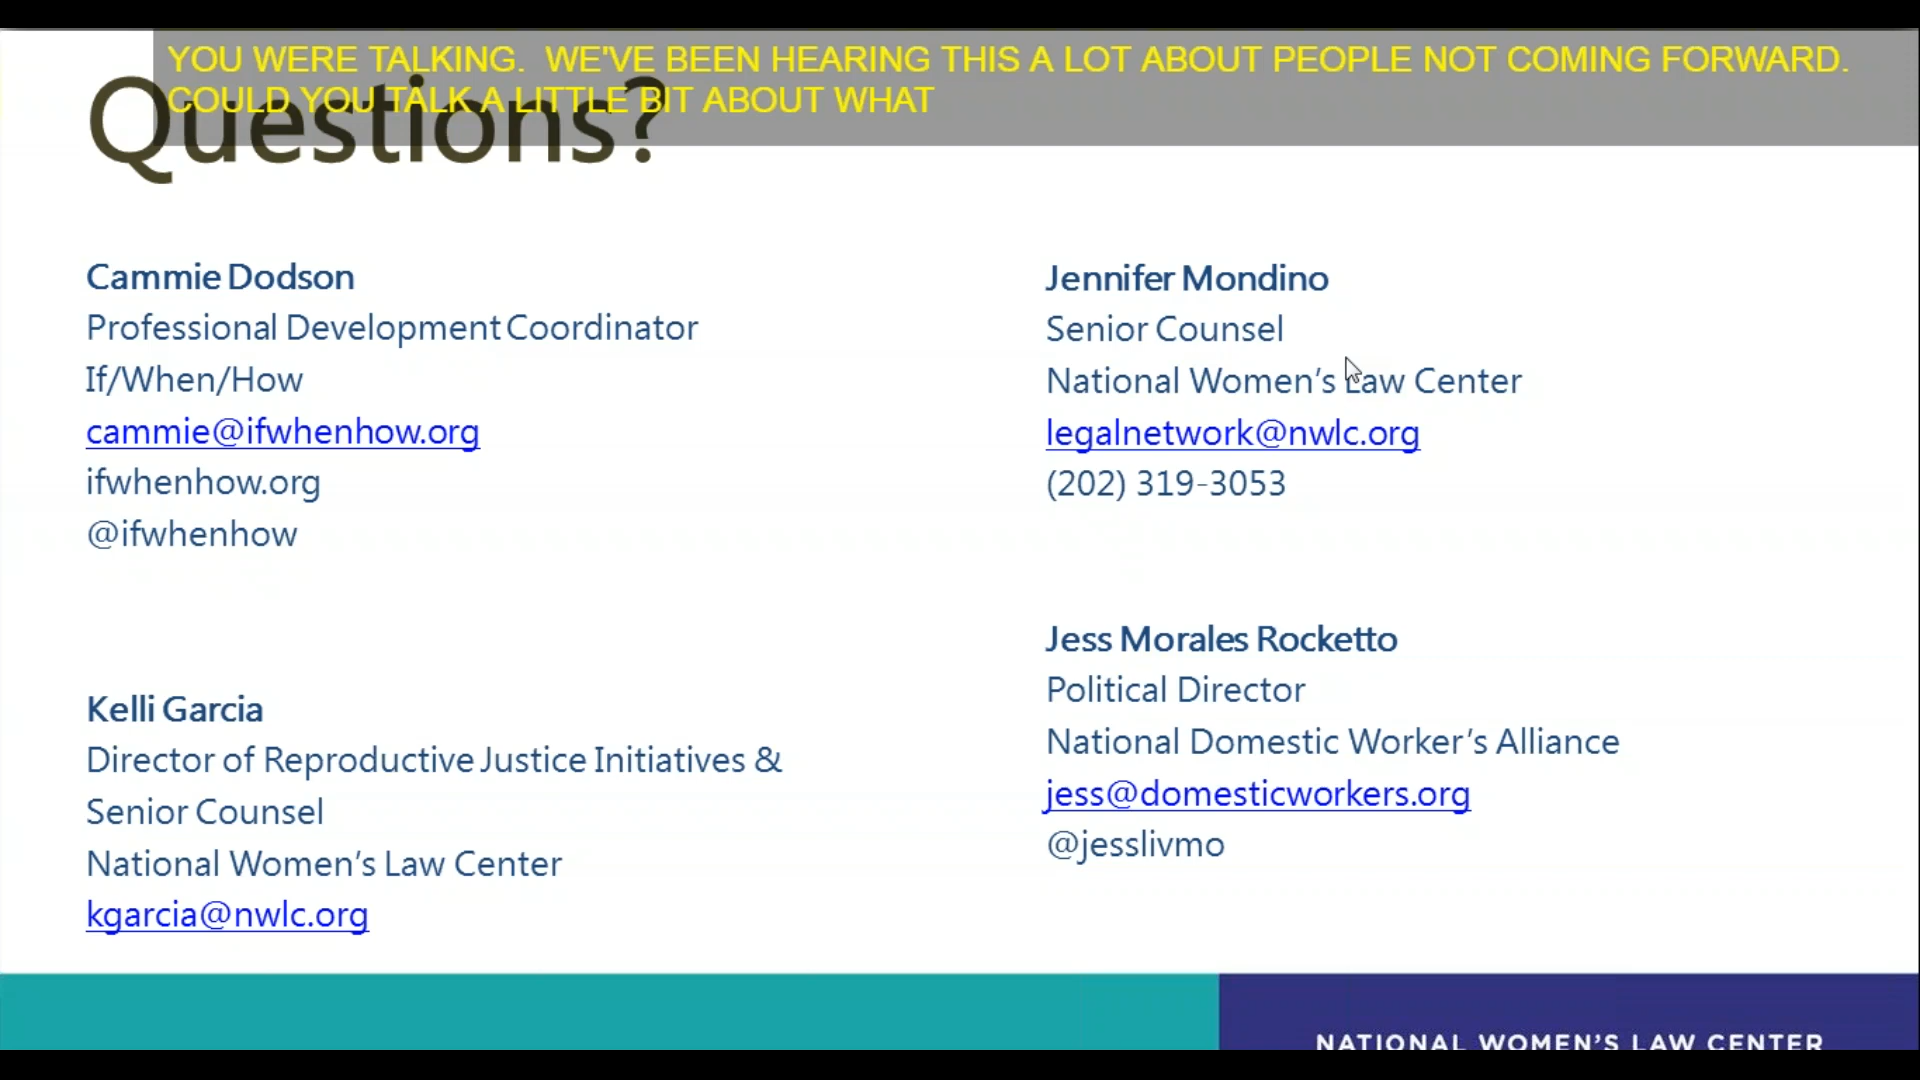 YOU WERE TALKING.  WE'VE BEEN HEARING THIS A LOT ABOUT PEOPLE NOT COMING FORWARD.
COULD YOU TALK A LITTLE BIT ABOUT WHAT
Questions?
Cammie Dodson
Professional Development Coordinator
If/When/How
cammie@ifwhenhow.org
ifwhenhow.org
@ifwhenhow
Kelli Garcia
Director of Reproductive Justice Initiatives &
Senior Counsel
National Women’s Law Center
kgarcia@nwlc.org
Jennifer Mondino
Senior Counsel
National Women’s Law Center
legalnetwork@nwlc.org
(202) 319-3053
Jess Morales Rocketto
Political Director
National Domestic Worker’s Alliance
jess@domesticworkers.org
@jesslivmo
NATIONAL WOMEN’S LAW CENTER